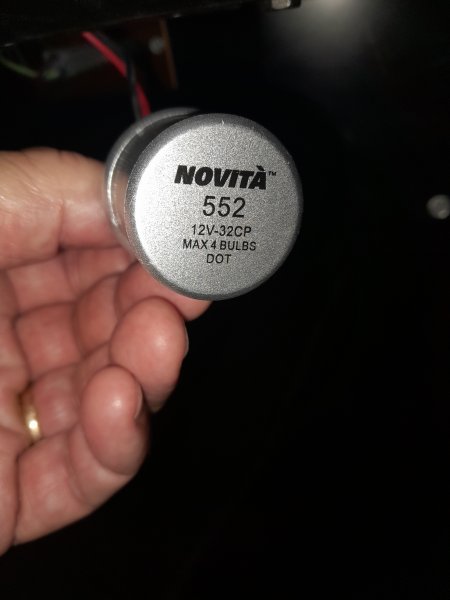 NOVITÀ™
552
12V-32CP
MAX 4 BULBS
DOT